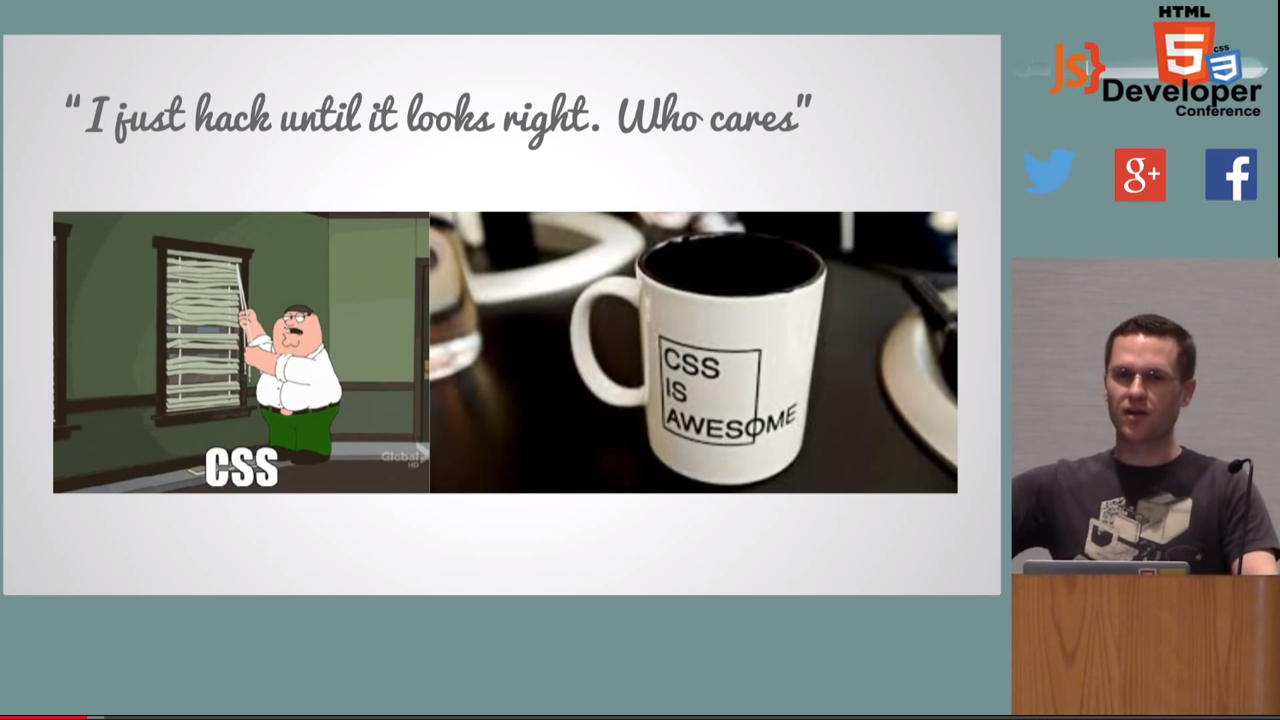 “I just hack until it looks right. Who cares”
CSS
Global
HD
CSS
IS
AWESOME
HTML
5
JS}
css
3
Developer
Conference
g+
f